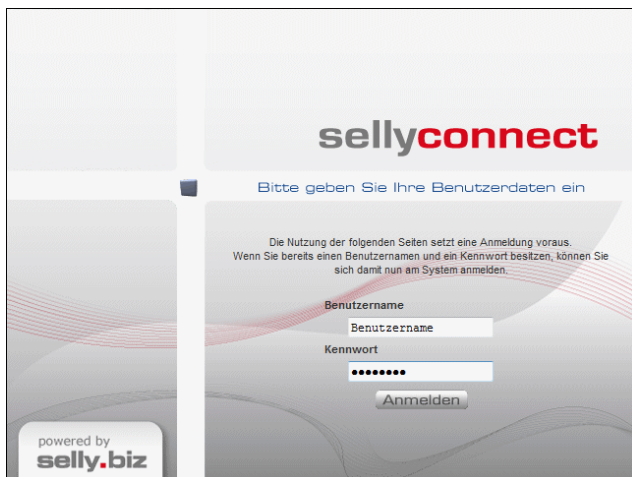 sellyconnect
Bitte geben Sie Ihre Benutzerdaten ein
Die Nutzung der folgenden Seiten setzt eine Anmeldung voraus.
Wenn Sie bereits einen Benutzernamen und ein Kennwort besitzen, können Sie
sich damit nun am System anmelden.
Benutzername
Benutzername
Kennwort
••••••••
Anmelden
powered by
selly.biz